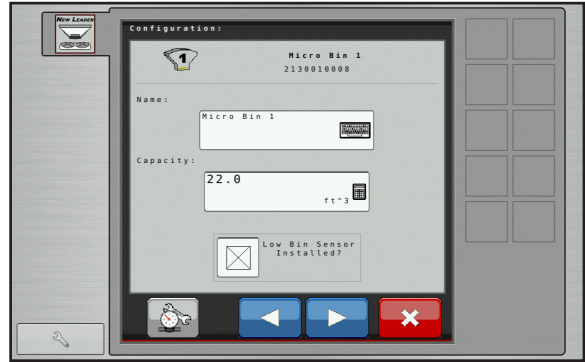 NEW LEADER
Configuration:
1
Micro Bin 1
2130010008
Name:
Micro Bin 1
Capacity:
22.0
ft^3
Low Bin Sensor
Installed?